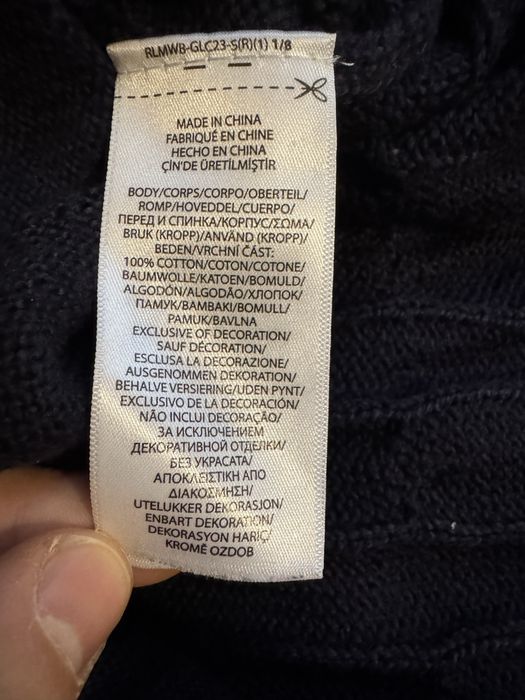 RLMWB-GLC23-S(R)(1) 1/8
MADE IN CHINA
FABRIQUÉ EN CHINE
HECHO EN CHINA
ÇİN'DE ÜRETİLMİŞTİR
BODY/CORPS/CORPO/OBERTEIL/
ROMP/HOVEDDEL/CUERPO/
ПЕРЕД И СПИНКА/КОРПУС/ΣΩΜΑ/
BRUK (KROPP)/ANVÄND (KROPP)/
BEDEN/VRCHNÍ ČÁST:
100% COTTON/COTON/COTONE/
BAUMWOLLE/KATOEN/BOMULD/
ALGODÓN/ALGODÃO/ХЛОПОК/
ПАМУК/BAMBAKI/BOMULL/
PAMUK/BAVLNA
EXCLUSIVE OF DECORATION/
SAUF DÉCORATION/
ESCLUSA LA DECORAZIONE/
AUSGENOMMEN DEKORATION/
BEHALVE VERSIERING/UDEN PYNT/
EXCLUSIVO DE LA DECORACIÓN/
NÃO INCLUI DECORAÇÃO/
ЗА ИСКЛЮЧЕНИЕМ
ДЕКОРАТИВНОЙ ОТДЕЛКИ/
БЕЗ УКРАСАТА/
ΑΠΟΚΛΕΙΣΤΙΚΗ ΑΠΟ
ΔΙΑΚΟΣΜΗΣΗ/
UTELUKKER DEKORASJON/
ENBART DEKORATION/
DEKORASYON HARİÇ/
KROMĚ OZDOB